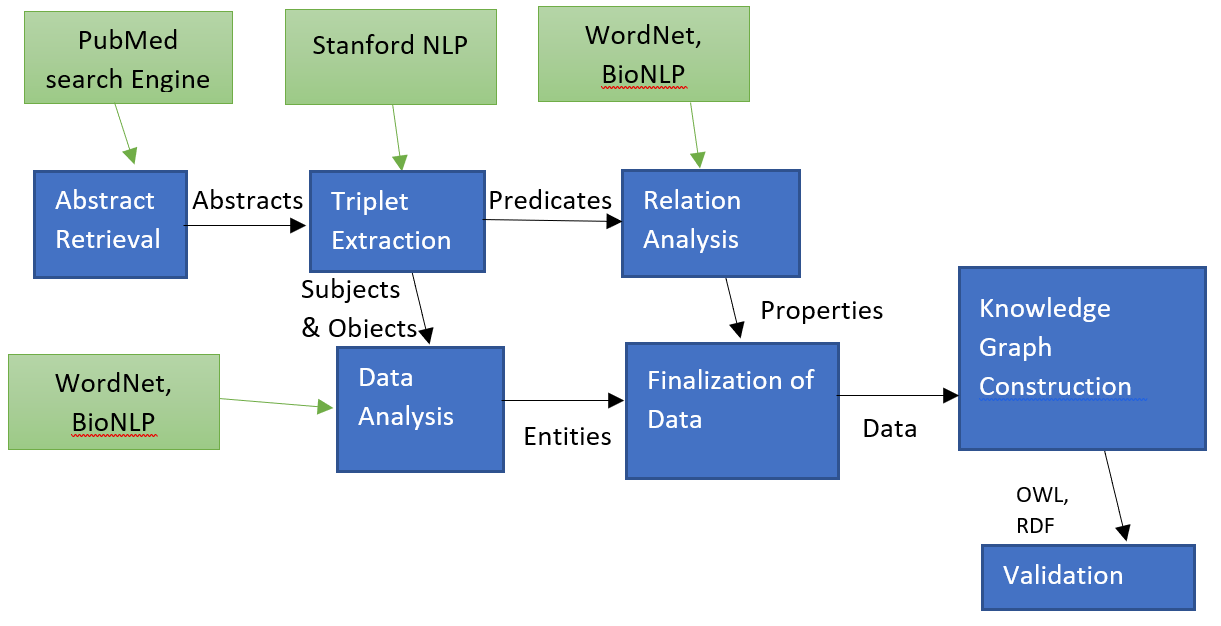 PubMed
search Engine
Stanford NLP
WordNet,
BioNLP
Abstract
Retrieval
Abstracts
Triplet
Extraction
Predicates
Relation
Analysis
Subjects
& Objects
Properties
Knowledge
Graph
Construction
WordNet,
BioNLP
Data
Analysis
Entities
Finalization of
Data
Data
OWL,
RDF
Validation